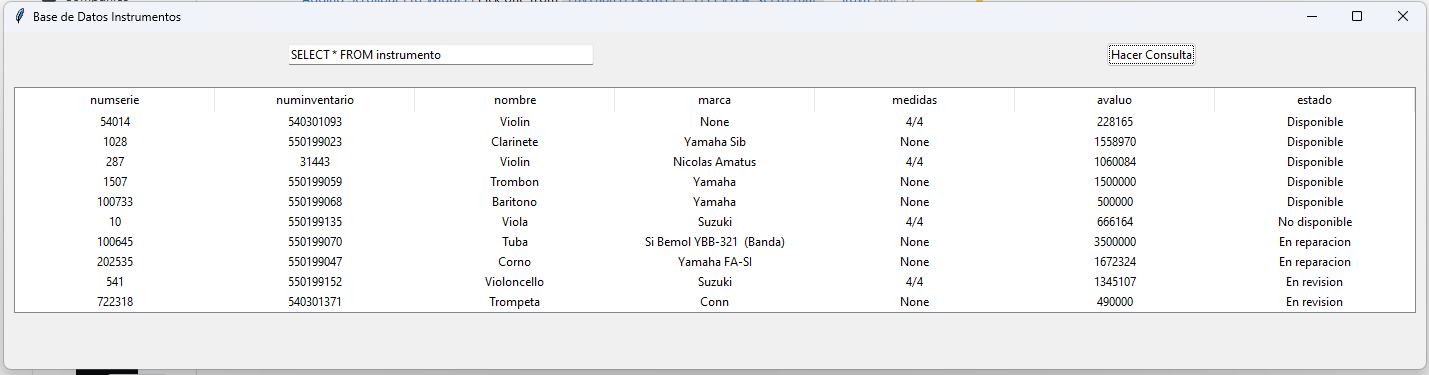 Base de Datos Instrumentos
SELECT * FROM instrumento Hacer Consulta
numserie numinventario nombre marca medidas avaluo estado
54014 540301093 Violin None 4/4 228165 Disponible
1028 550199023 Clarinete Yamaha Sib None 1558970 Disponible
287 31443 Violin Nicolas Amatus 4/4 1060084 Disponible
1507 550199059 Trombon Yamaha None 1500000 Disponible
100733 550199068 Baritono Yamaha None 500000 Disponible
10 550199135 Viola Suzuki 4/4 666164 No disponible
100645 550199070 Tuba Si Bemol YBB-321  (Banda) None 3500000 En reparacion
202535 550199047 Corno Yamaha FA-SI None 1672324 En reparacion
541 550199152 Violoncello Suzuki 4/4 1345107 En revision
722318 540301371 Trompeta Conn None 490000 En revision